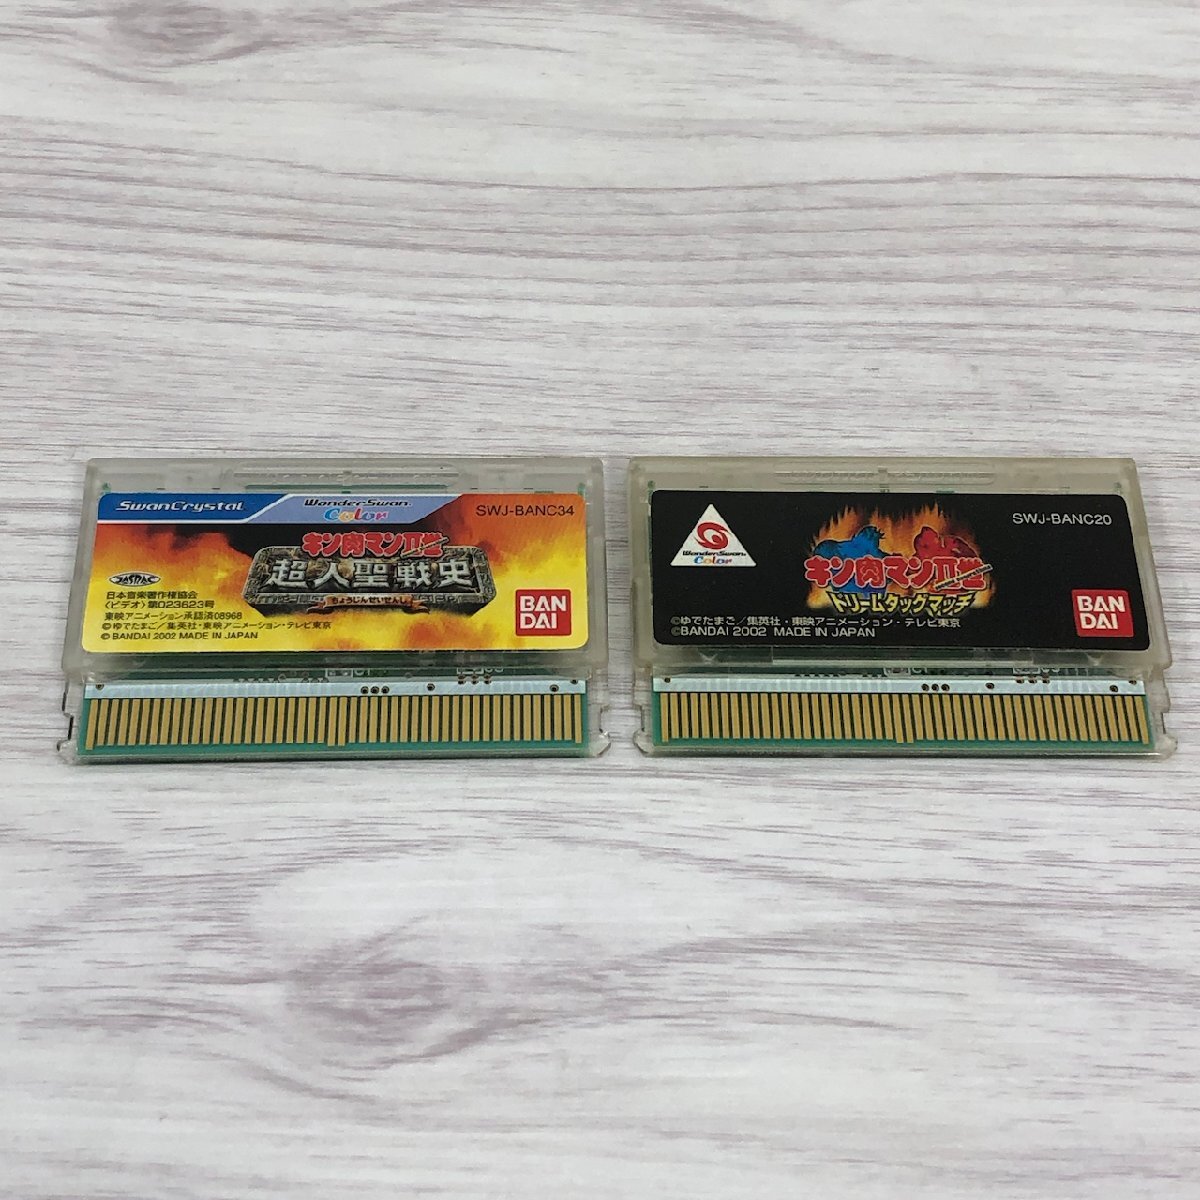 SwanCrystal
WonderSwan
Color
SWJ-BANC34
キン肉マンII世
超人聖戦史
ちょうじんせいせんし
JASRAC
日本音楽著作権協会
(ビデオ)第023623号
東映アニメーション承認済08968
©ゆでたまご/集英社・東映アニメーション・テレビ東京
©BANDAI 2002 MADE IN JAPAN
BAN
DAI
SWJ-BANC20
WonderSwan
Color
キン肉マンII世
ドリームタッグマッチ
©ゆでたまご/集英社・東映アニメーション・テレビ東京
©BANDAI 2002 MADE IN JAPAN
BAN
DAI